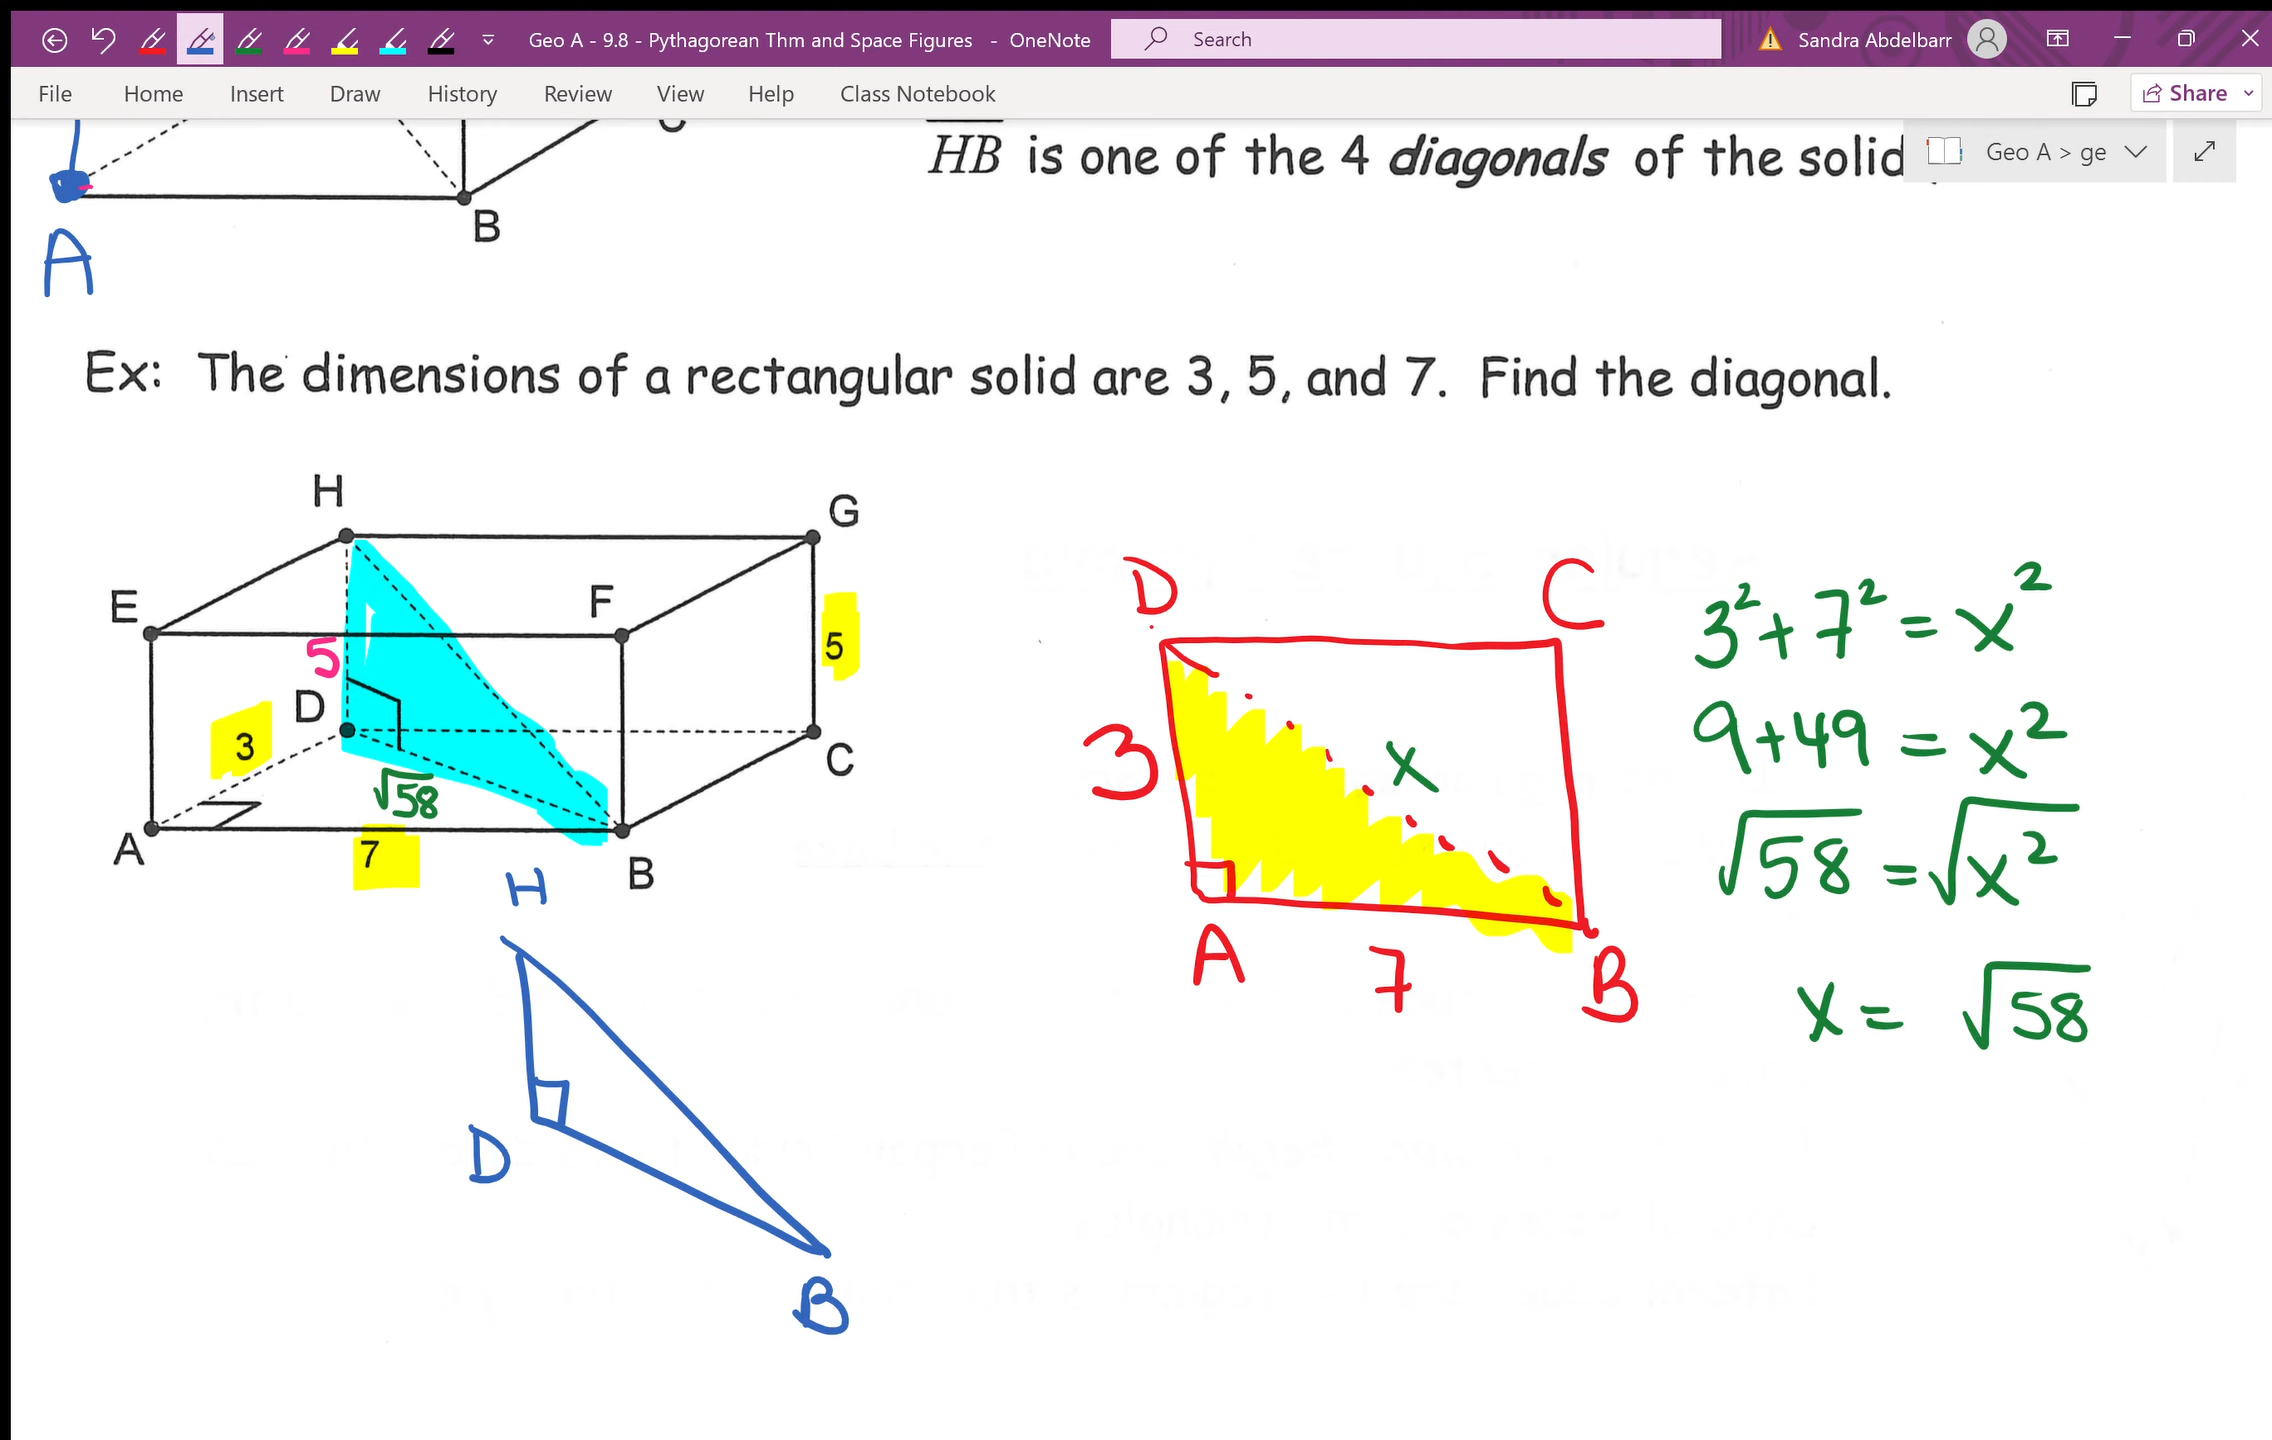 Geo A - 9.8 - Pythagorean Thm and Space Figures - OneNote
Search
Sandra Abdelbarr
File Home Insert Draw History Review View Help Class Notebook
Share
Geo A > ge
HB is one of the 4 diagonals of the solid
B
A
Ex: The dimensions of a rectangular solid are 3, 5, and 7. Find the diagonal.
H
G
E
F
5
5
D
3
C
√58
A
7
B
D
C
3
x
A
7
B
3² + 7² = x²
9 + 49 = x²
√58 = √x²
x = √58
H
D
B